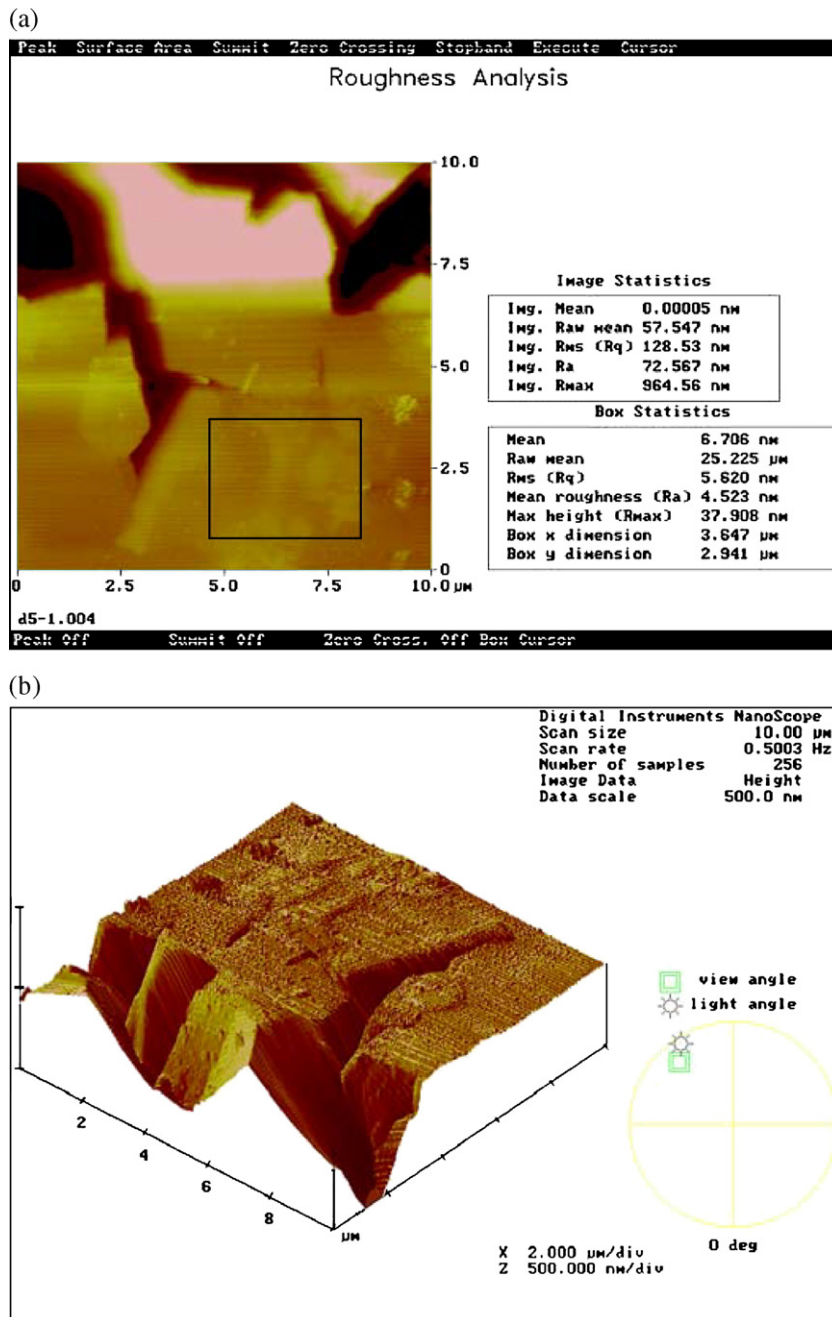 (a)
Peak Surface Area Summit Zero Crossing Stopband Execute Cursor
Roughness Analysis
10.0
7.5
5.0
2.5
0
0 2.5 5.0 7.5 10.0 µm
d5-1.004
Image Statistics
Img. Mean 0.00005 nm
Img. Raw mean 57.547 nm
Img. Rms (Rq) 128.53 nm
Img. Ra 72.567 nm
Img. Rmax 964.56 nm
Box Statistics
Mean 6.706 nm
Raw mean 25.225 µm
Rms (Rq) 5.620 nm
Mean roughness (Ra) 4.523 nm
Max height (Rmax) 37.908 nm
Box x dimension 3.647 µm
Box y dimension 2.941 µm
Peak Off Summit Off Zero Cross. Off Box Cursor
(b)
Digital Instruments NanoScope
Scan size 10.00 µm
Scan rate 0.5003 Hz
Number of samples 256
Image Data Height
Data scale 500.0 nm
view angle
light angle
2
4
6
8
µm
X 2.000 µm/div
Z 500.000 nm/div
0 deg